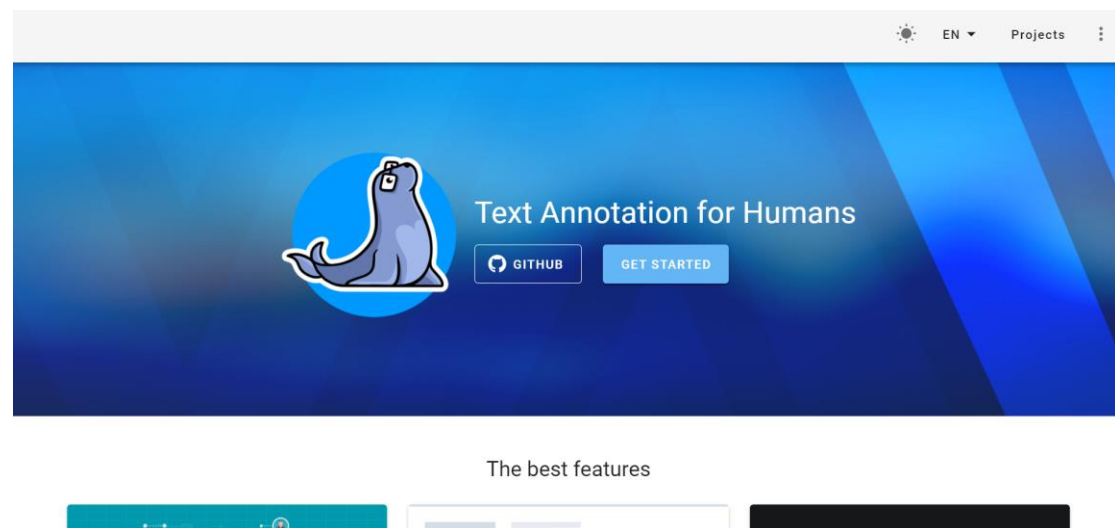 EN Projects
Text Annotation for Humans
GITHUB GET STARTED
The best features